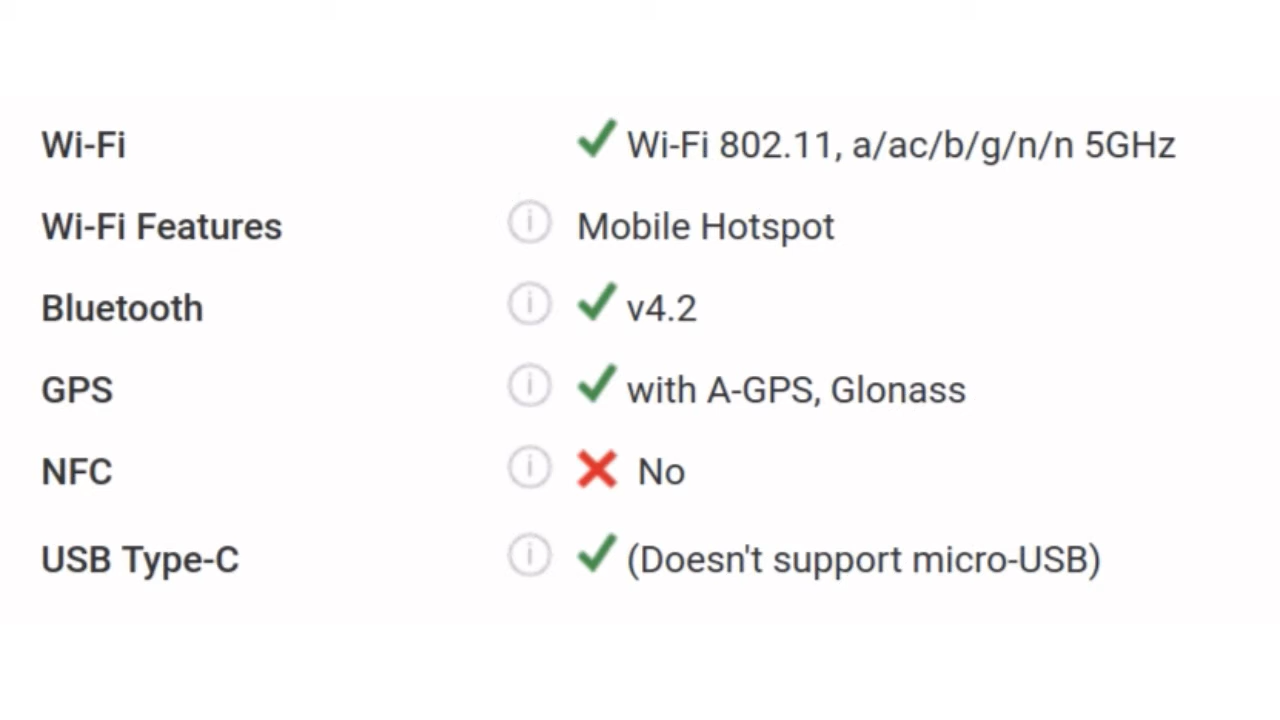 Wi-Fi ✔ Wi-Fi 802.11, a/ac/b/g/n/n 5GHz
Wi-Fi Features Mobile Hotspot
Bluetooth ✔ v4.2
GPS ✔ with A-GPS, Glonass
NFC ✖ No
USB Type-C ✔ (Doesn't support micro-USB)